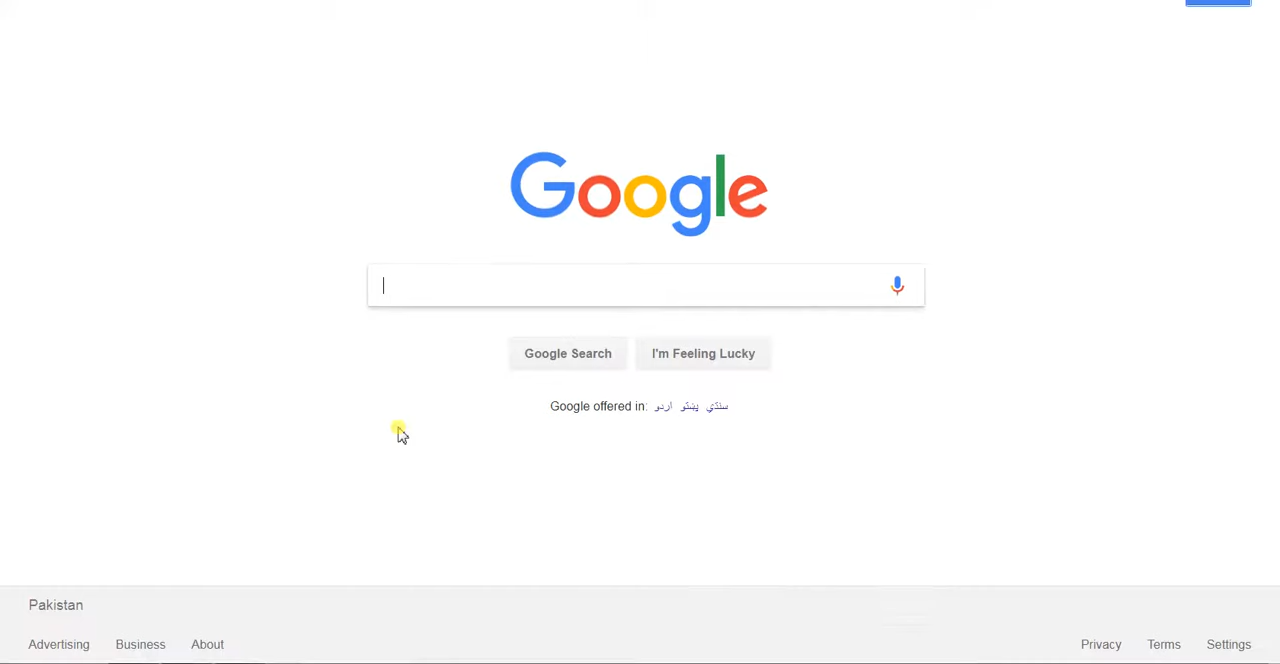 Google
Google Search I'm Feeling Lucky
Google offered in: اردو پښتو سنڌي
Pakistan
Advertising Business About Privacy Terms Settings